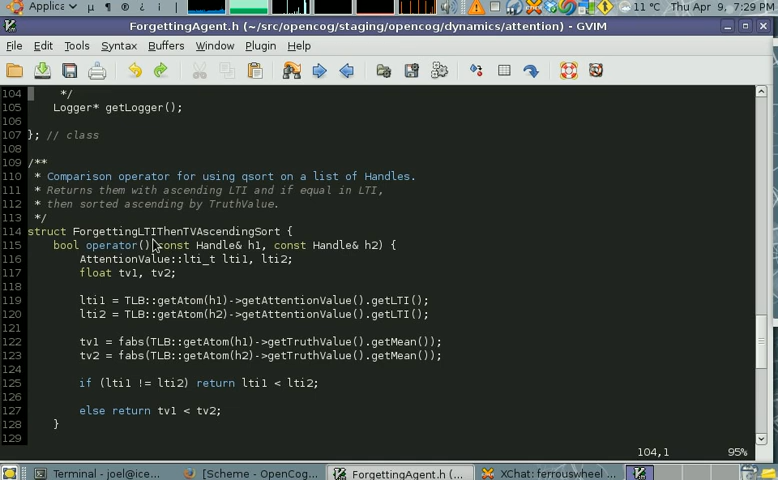 Applica
11 °C Thu Apr 9, 7:29 PM
ForgettingAgent.h (~/src/opencog/staging/opencog/dynamics/attention) - GVIM
File Edit Tools Syntax Buffers Window Plugin Help
104 */
105 Logger* getLogger();
106
107 }; // class
108
109 /**
110 * Comparison operator for using qsort on a list of Handles.
111 * Returns them with ascending LTI and if equal in LTI,
112 * then sorted ascending by TruthValue.
113 */
114 struct ForgettingLTIThenTVAscendingSort {
115 bool operator()(const Handle& h1, const Handle& h2) {
116 AttentionValue::lti_t lti1, lti2;
117 float tv1, tv2;
118
119 lti1 = TLB::getAtom(h1)->getAttentionValue().getLTI();
120 lti2 = TLB::getAtom(h2)->getAttentionValue().getLTI();
121
122 tv1 = fabs(TLB::getAtom(h1)->getTruthValue().getMean());
123 tv2 = fabs(TLB::getAtom(h2)->getTruthValue().getMean());
124
125 if (lti1 != lti2) return lti1 < lti2;
126
127 else return tv1 < tv2;
128 }
129
104,1 95%
Terminal - joel@ice... [Scheme - OpenCog... ForgettingAgent.h (... XChat: ferrouswheel ...